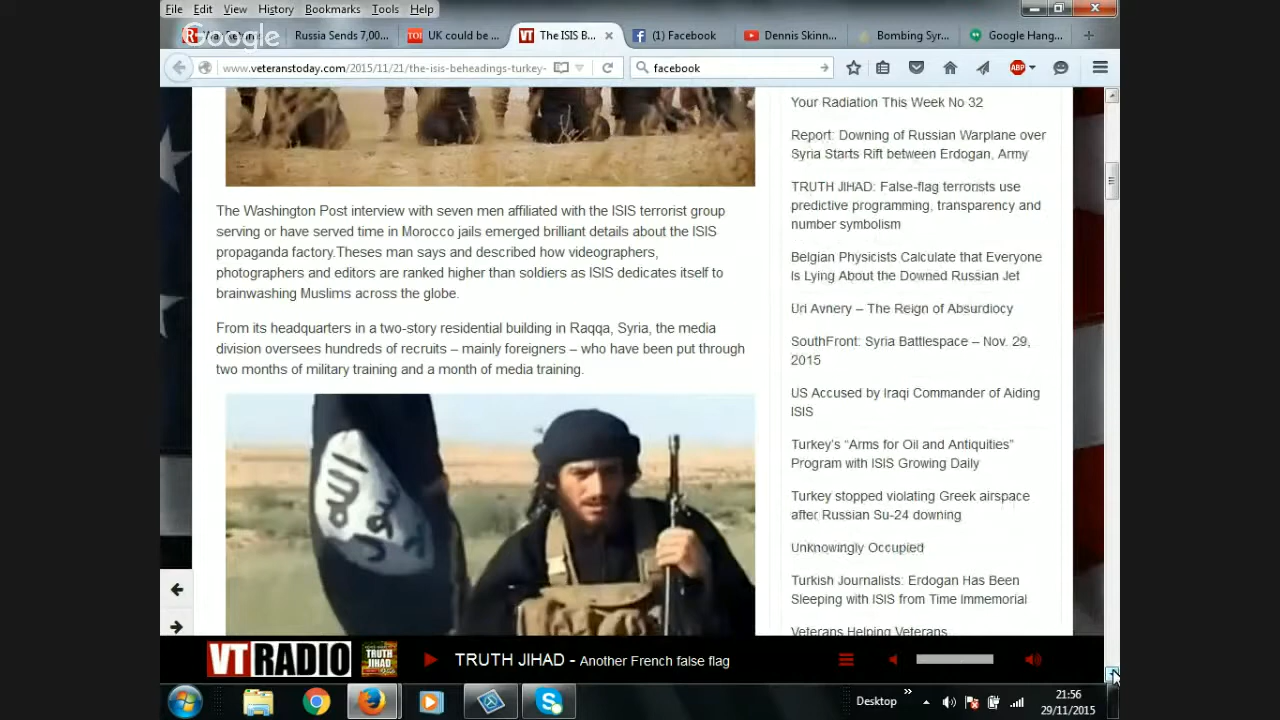 File Edit View History Bookmarks Tools Help
Google
Russia Sends 7,00...
TOI UK could be ...
VT The ISIS B...
(1) Facebook
Dennis Skinn...
Bombing Syr...
Google Hang...
www.veteranstoday.com/2015/11/21/the-isis-beheadings-turkey-
facebook
ABP
The Washington Post interview with seven men affiliated with the ISIS terrorist group
serving or have served time in Morocco jails emerged brilliant details about the ISIS
propaganda factory.Theses man says and described how videographers,
photographers and editors are ranked higher than soldiers as ISIS dedicates itself to
brainwashing Muslims across the globe.
From its headquarters in a two-story residential building in Raqqa, Syria, the media
division oversees hundreds of recruits – mainly foreigners – who have been put through
two months of military training and a month of media training.
Your Radiation This Week No 32
Report: Downing of Russian Warplane over
Syria Starts Rift between Erdogan, Army
TRUTH JIHAD: False-flag terrorists use
predictive programming, transparency and
number symbolism
Belgian Physicists Calculate that Everyone
Is Lying About the Downed Russian Jet
Uri Avnery – The Reign of Absurdiocy
SouthFront: Syria Battlespace – Nov. 29,
2015
US Accused by Iraqi Commander of Aiding
ISIS
Turkey's “Arms for Oil and Antiquities”
Program with ISIS Growing Daily
Turkey stopped violating Greek airspace
after Russian Su-24 downing
Unknowingly Occupied
Turkish Journalists: Erdogan Has Been
Sleeping with ISIS from Time Immemorial
Veterans Helping Veterans
VT RADIO
TRUTH JIHAD
TRUTH JIHAD - Another French false flag
Desktop
21:56
29/11/2015